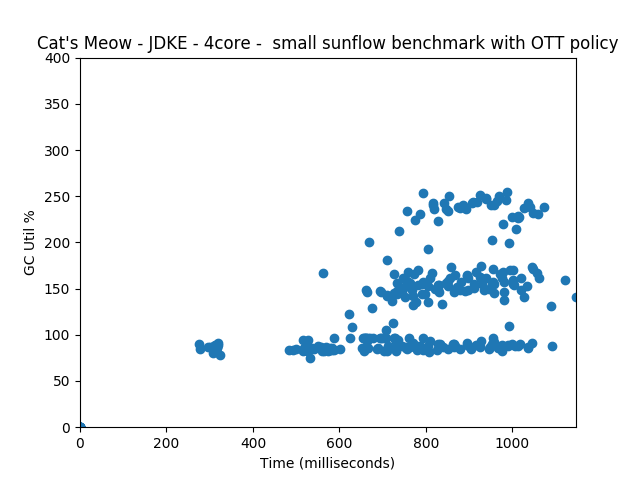 Cat's Meow - JDKE - 4core -  small sunflow benchmark with OTT policy
400
350
300
250
200
150
100
50
0
GC Util %
0 200 400 600 800 1000
Time (milliseconds)